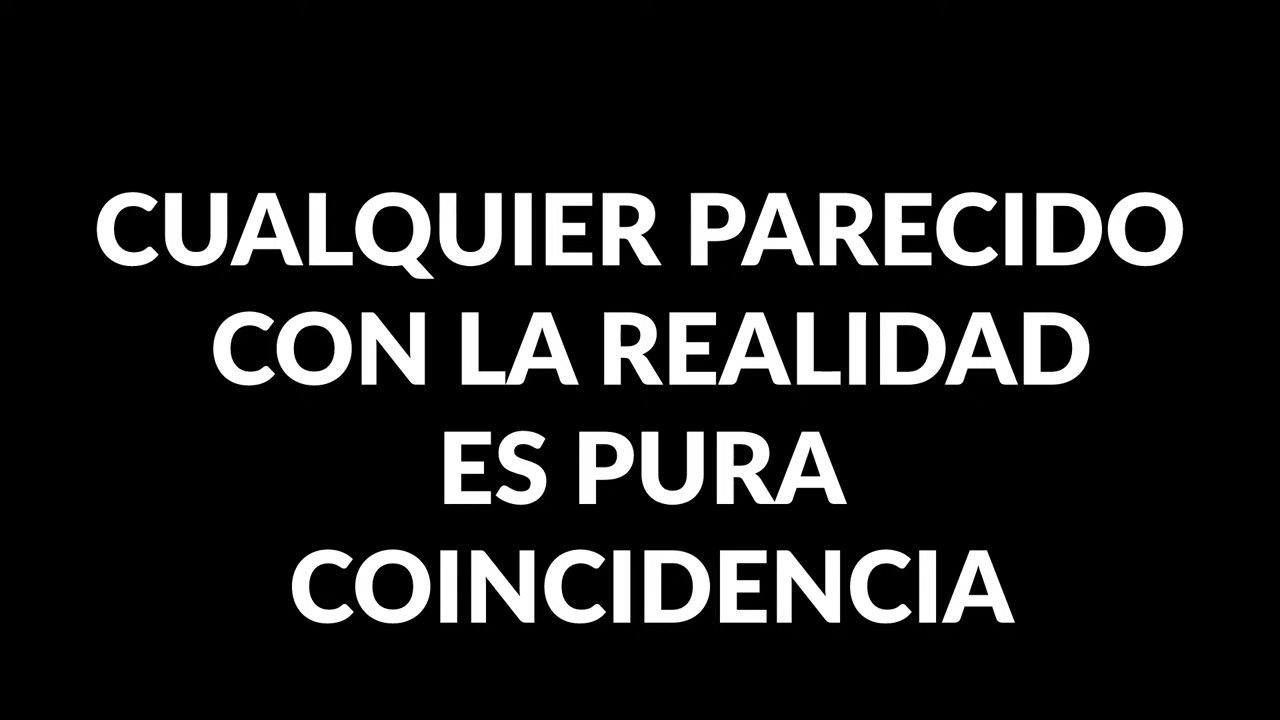 CUALQUIER PARECIDO
CON LA REALIDAD
ES PURA
COINCIDENCIA